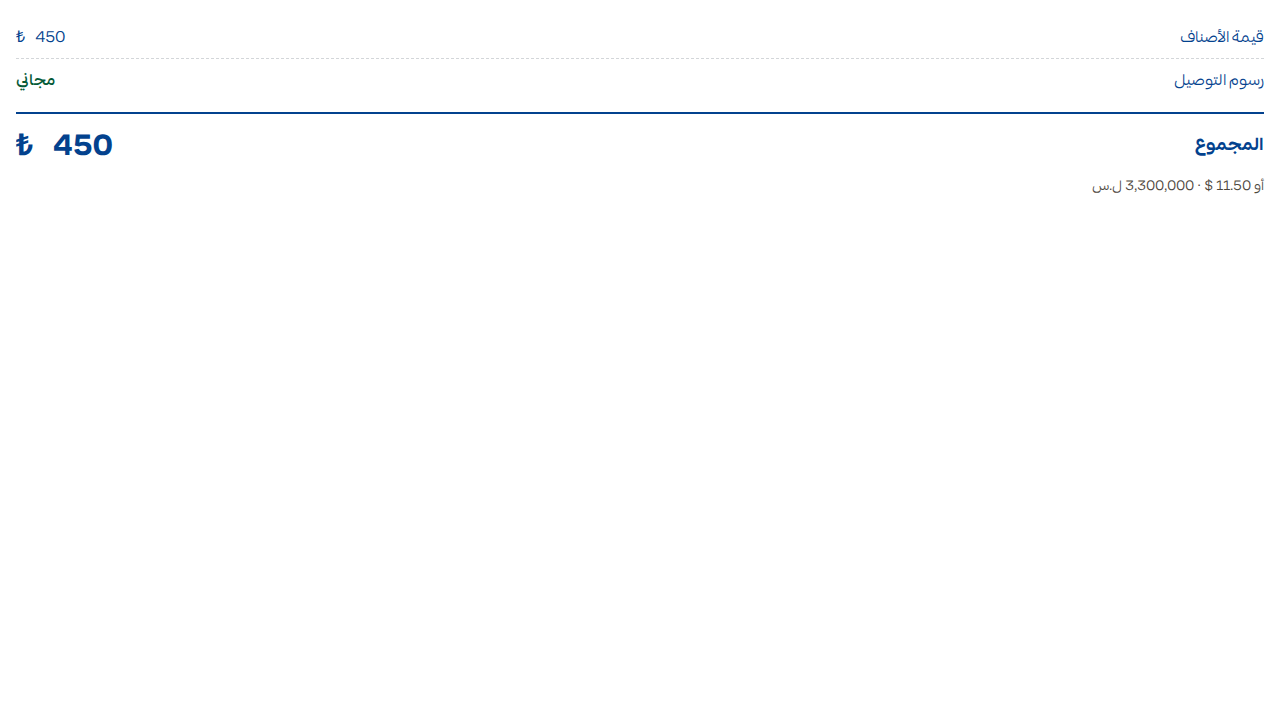 قيمة الأصناف 450 ₺
رسوم التوصيل مجاني
المجموع 450 ₺
أو 11.50 $ · 3,300,000 ل.س